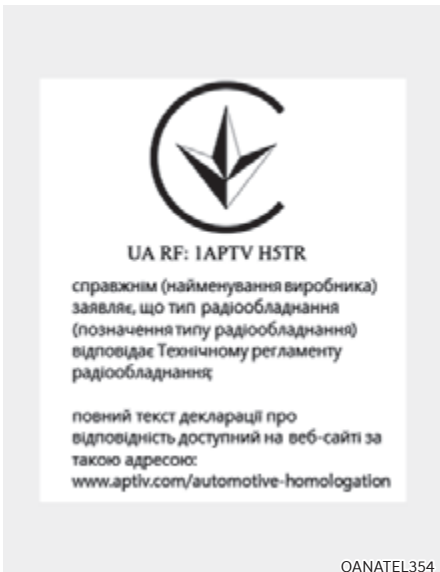 UA RF: 1APTV H5TR
справжнім (найменування виробника)
заявляє, що тип радіообладнання
(позначення типу радіообладнання)
відповідає Технічному регламенту
радіообладнання;
повний текст декларації про
відповідність доступний на веб-сайті за
такою адресою:
www.aptiv.com/automotive-homologation
OANATEL354